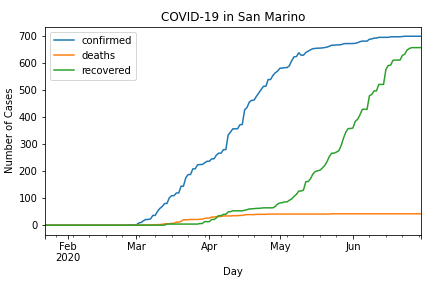 COVID-19 in San Marino
confirmed
deaths
recovered
Number of Cases
700
600
500
400
300
200
100
0
Feb
2020
Mar
Apr
May
Jun
Day